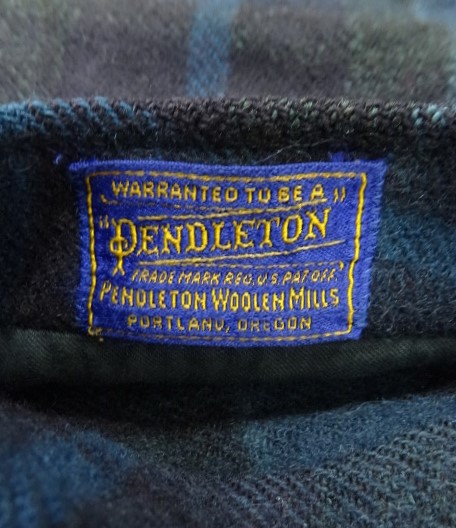 WARRANTED TO BE A
"PENDLETON"
TRADE MARK REG. U.S. PAT OFF.
PENDLETON WOOLEN MILLS
PORTLAND, OREGON